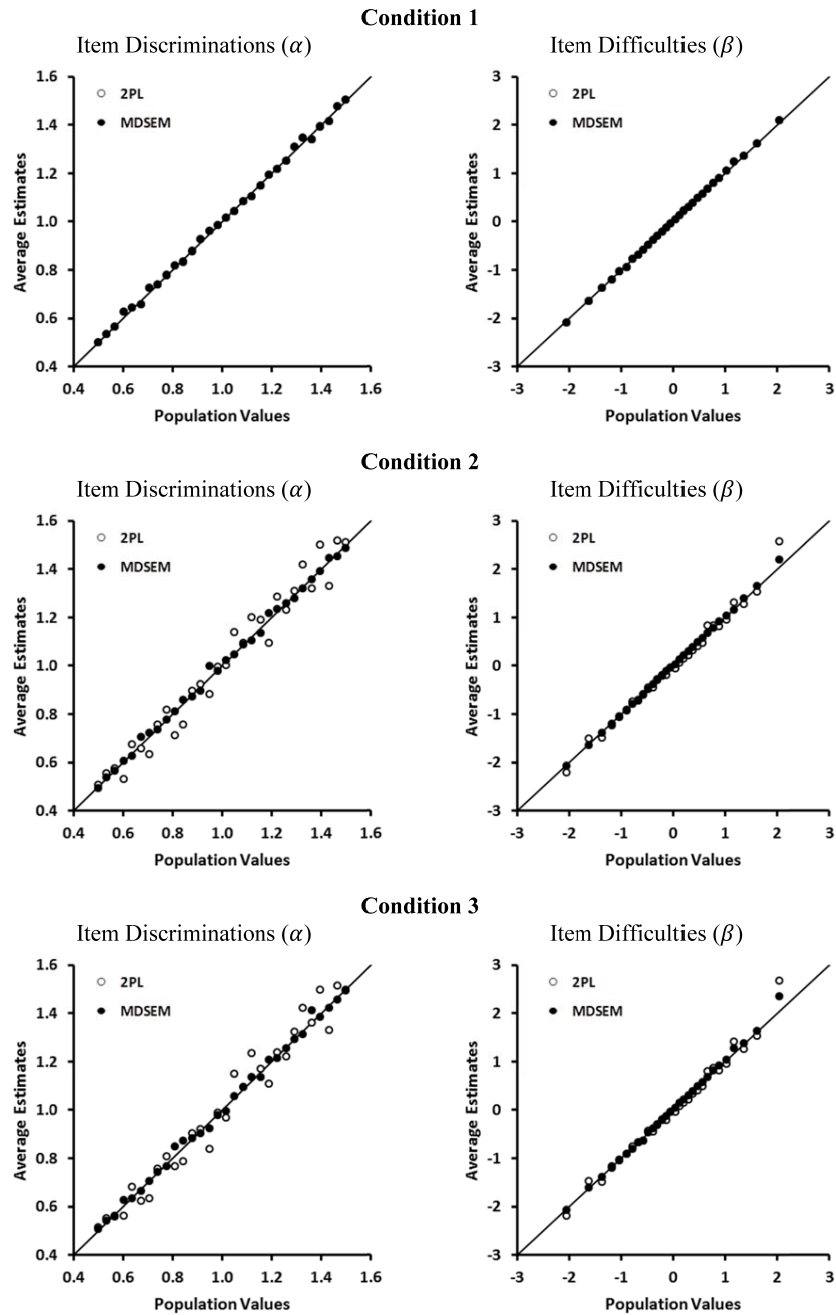 Condition 1
Item Discriminations (α)
Item Difficulties (β)
1.6
1.4
1.2
1.0
0.8
0.6
0.4
Average Estimates
2PL
MDSEM
0.4 0.6 0.8 1.0 1.2 1.4 1.6
Population Values
3
2
1
0
-1
-2
-3
Average Estimates
2PL
MDSEM
-3 -2 -1 0 1 2 3
Population Values
Condition 2
Item Discriminations (α)
Item Difficulties (β)
1.6
1.4
1.2
1.0
0.8
0.6
0.4
Average Estimates
2PL
MDSEM
0.4 0.6 0.8 1.0 1.2 1.4 1.6
Population Values
3
2
1
0
-1
-2
-3
Average Estimates
2PL
MDSEM
-3 -2 -1 0 1 2 3
Population Values
Condition 3
Item Discriminations (α)
Item Difficulties (β)
1.6
1.4
1.2
1.0
0.8
0.6
0.4
Average Estimates
2PL
MDSEM
0.4 0.6 0.8 1.0 1.2 1.4 1.6
Population Values
3
2
1
0
-1
-2
-3
Average Estimates
2PL
MDSEM
-3 -2 -1 0 1 2 3
Population Values